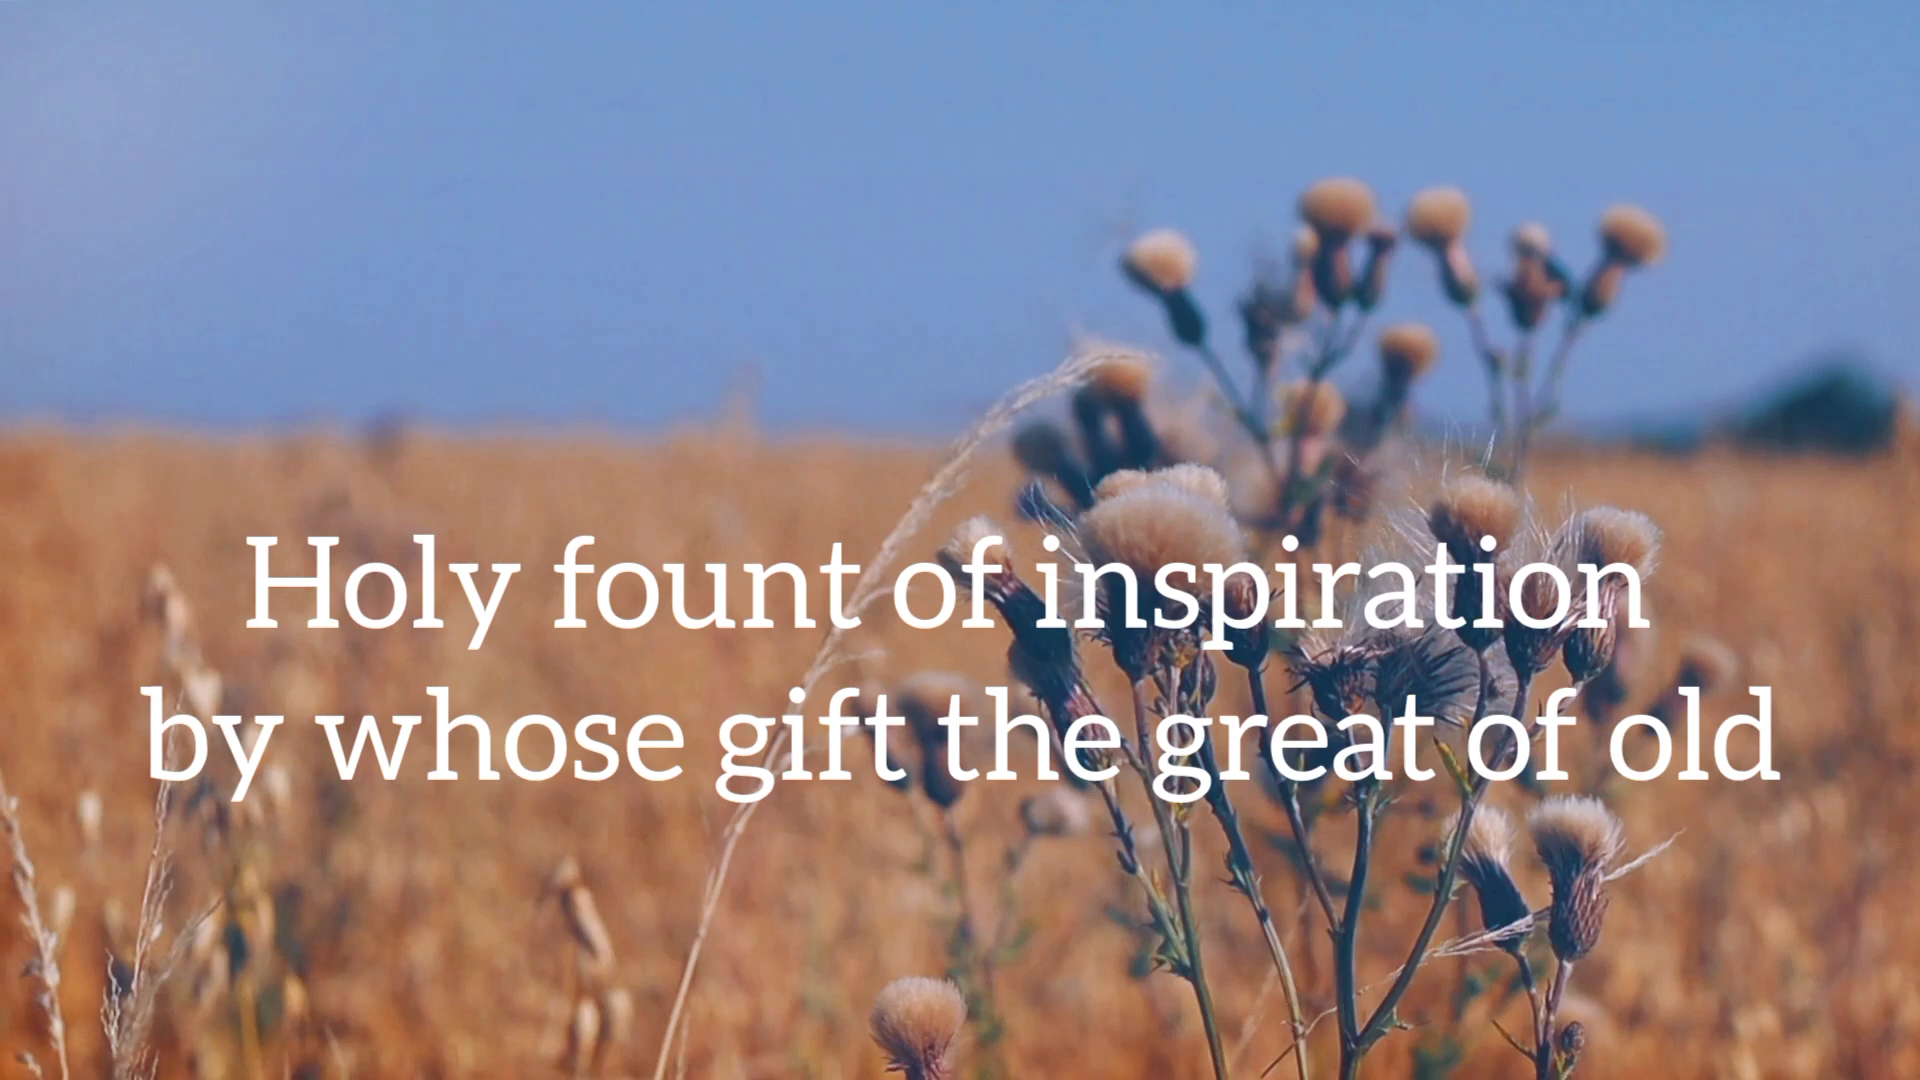 Holy fount of inspiration
by whose gift the great of old